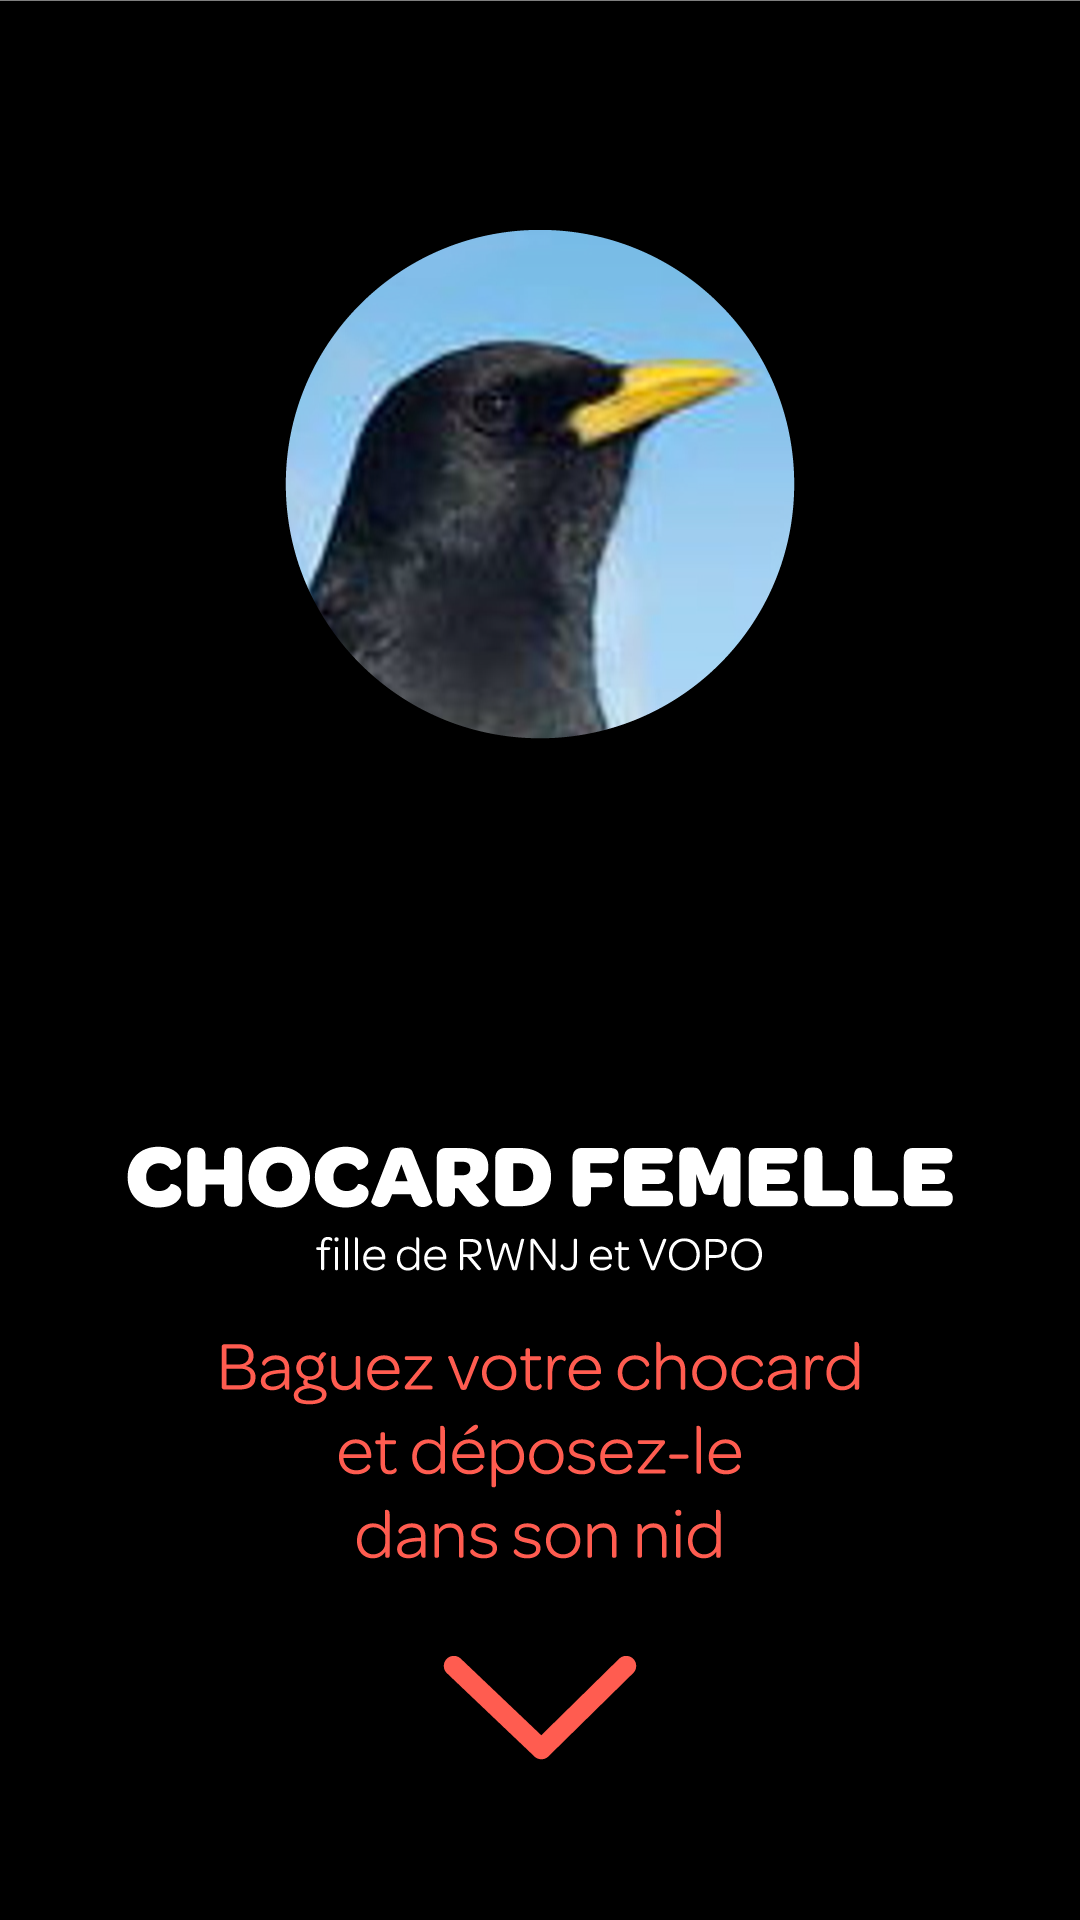 CHOCARD FEMELLE
fille de RWNJ et VOPO
Baguez votre chocard
et déposez-le
dans son nid